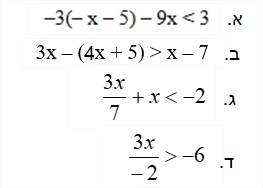 א. −3(− x − 5) − 9x < 3
ב. 3x − (4x + 5) > x − 7
ג. 3x/7 + x < −2
ד. 3x/−2 > −6